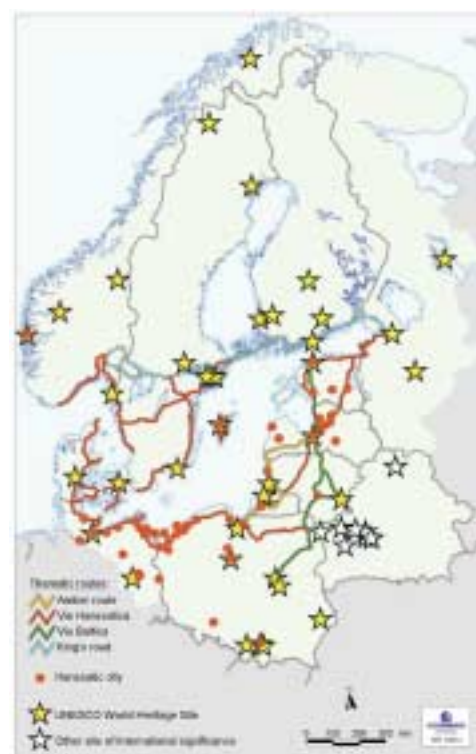 Thematic routes:
Amber route
Via Hanseatica
Via Baltica
King's road
Hanseatic city
UNESCO World Heritage Site
Other site of international significance